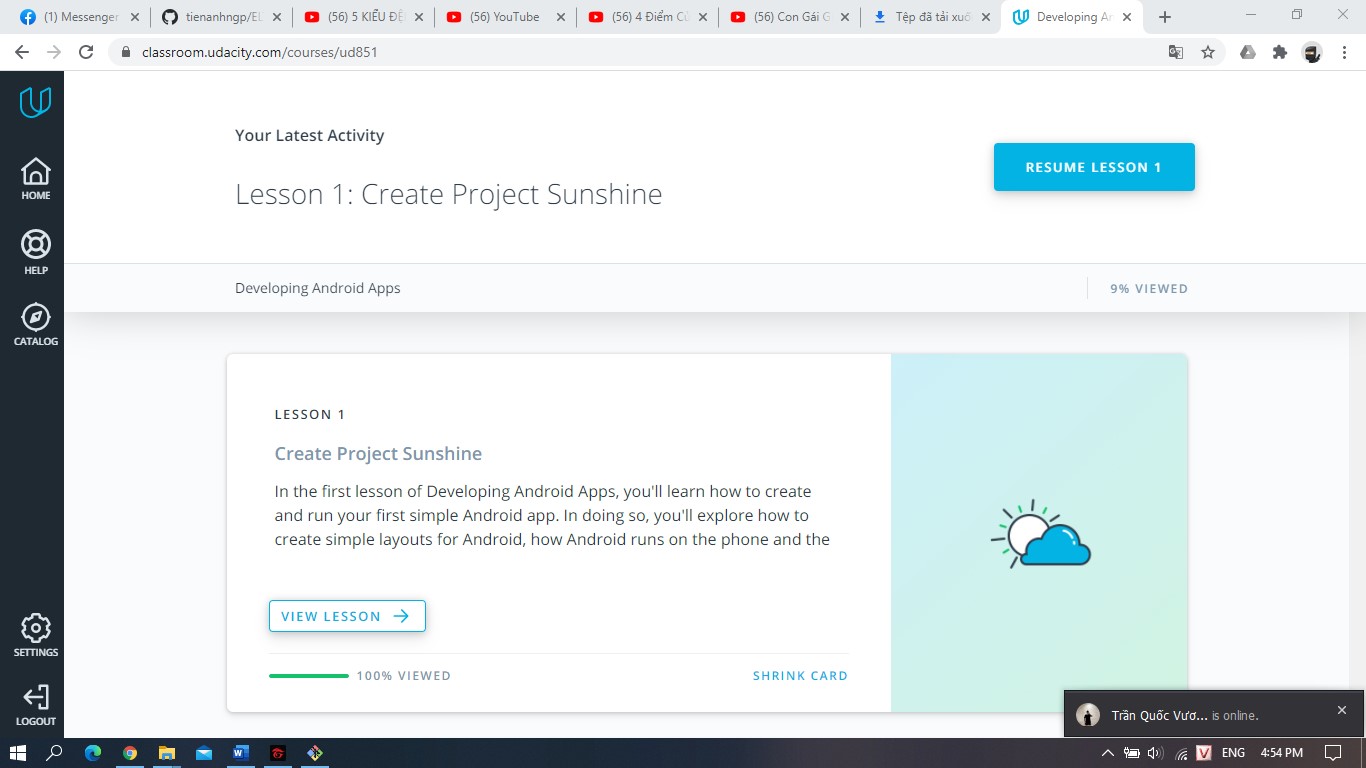 (1) Messenger
tienanhngp/EL
(56) 5 KIỂU ĐỆ
(56) YouTube
(56) 4 Điểm Củ
(56) Con Gái G
Tệp đã tải xuố
Developing An
classroom.udacity.com/courses/ud851
HOME
HELP
CATALOG
SETTINGS
LOGOUT
Your Latest Activity
Lesson 1: Create Project Sunshine
RESUME LESSON 1
Developing Android Apps
9% VIEWED
LESSON 1
Create Project Sunshine
In the first lesson of Developing Android Apps, you'll learn how to create
and run your first simple Android app. In doing so, you'll explore how to
create simple layouts for Android, how Android runs on the phone and the
VIEW LESSON
100% VIEWED
SHRINK CARD
Trần Quốc Vươ... is online.
ENG
4:54 PM